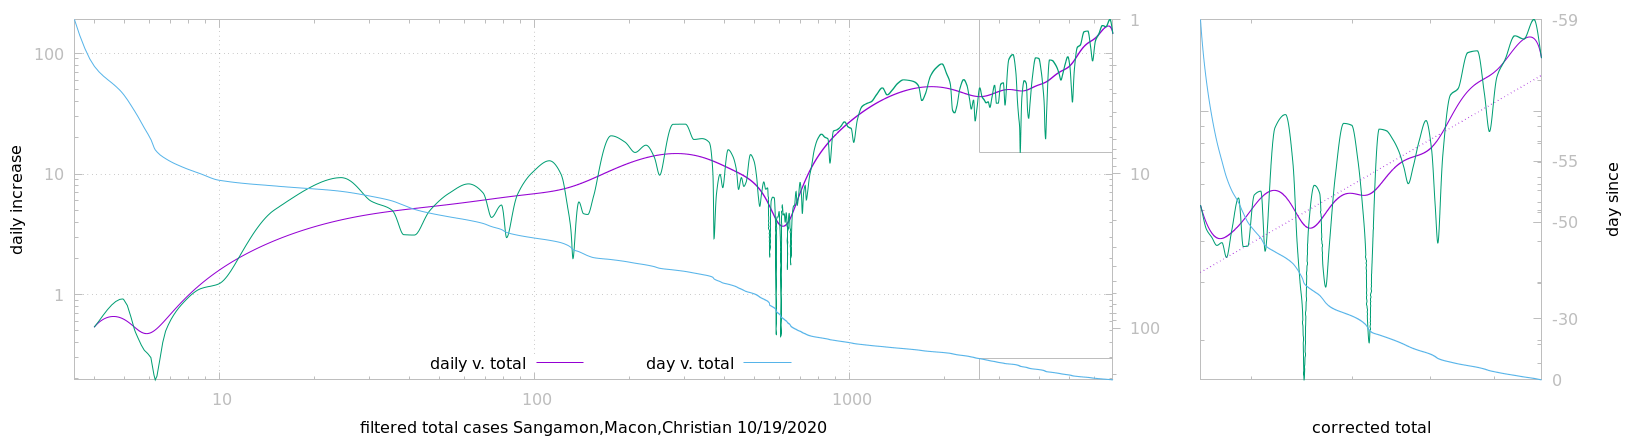 100
10
1
daily increase
daily v. total
day v. total
10
100
1000
filtered total cases Sangamon,Macon,Christian 10/19/2020
1
10
100
-59
-55
-50
-30
0
day since
corrected total